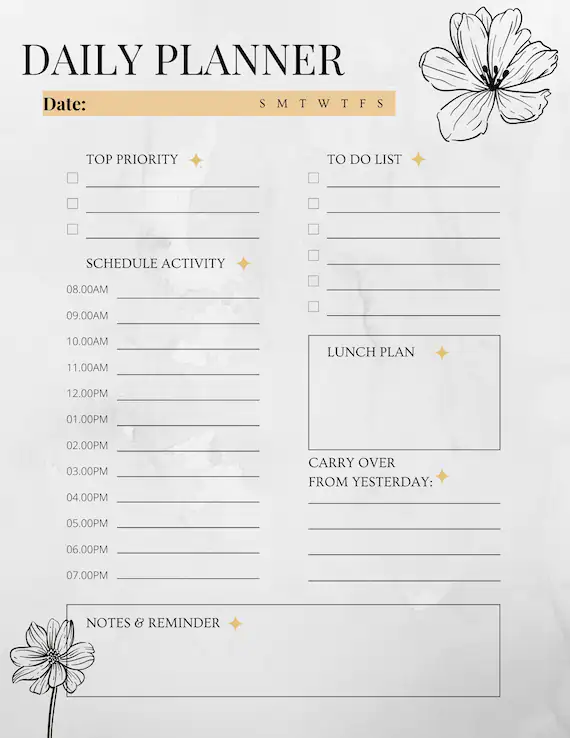 DAILY PLANNER
Date: S M T W T F S
TOP PRIORITY
SCHEDULE ACTIVITY
08.00AM
09.00AM
10.00AM
11.00AM
12.00PM
01.00PM
02.00PM
03.00PM
04.00PM
05.00PM
06.00PM
07.00PM
TO DO LIST
LUNCH PLAN
CARRY OVER
FROM YESTERDAY:
NOTES & REMINDER